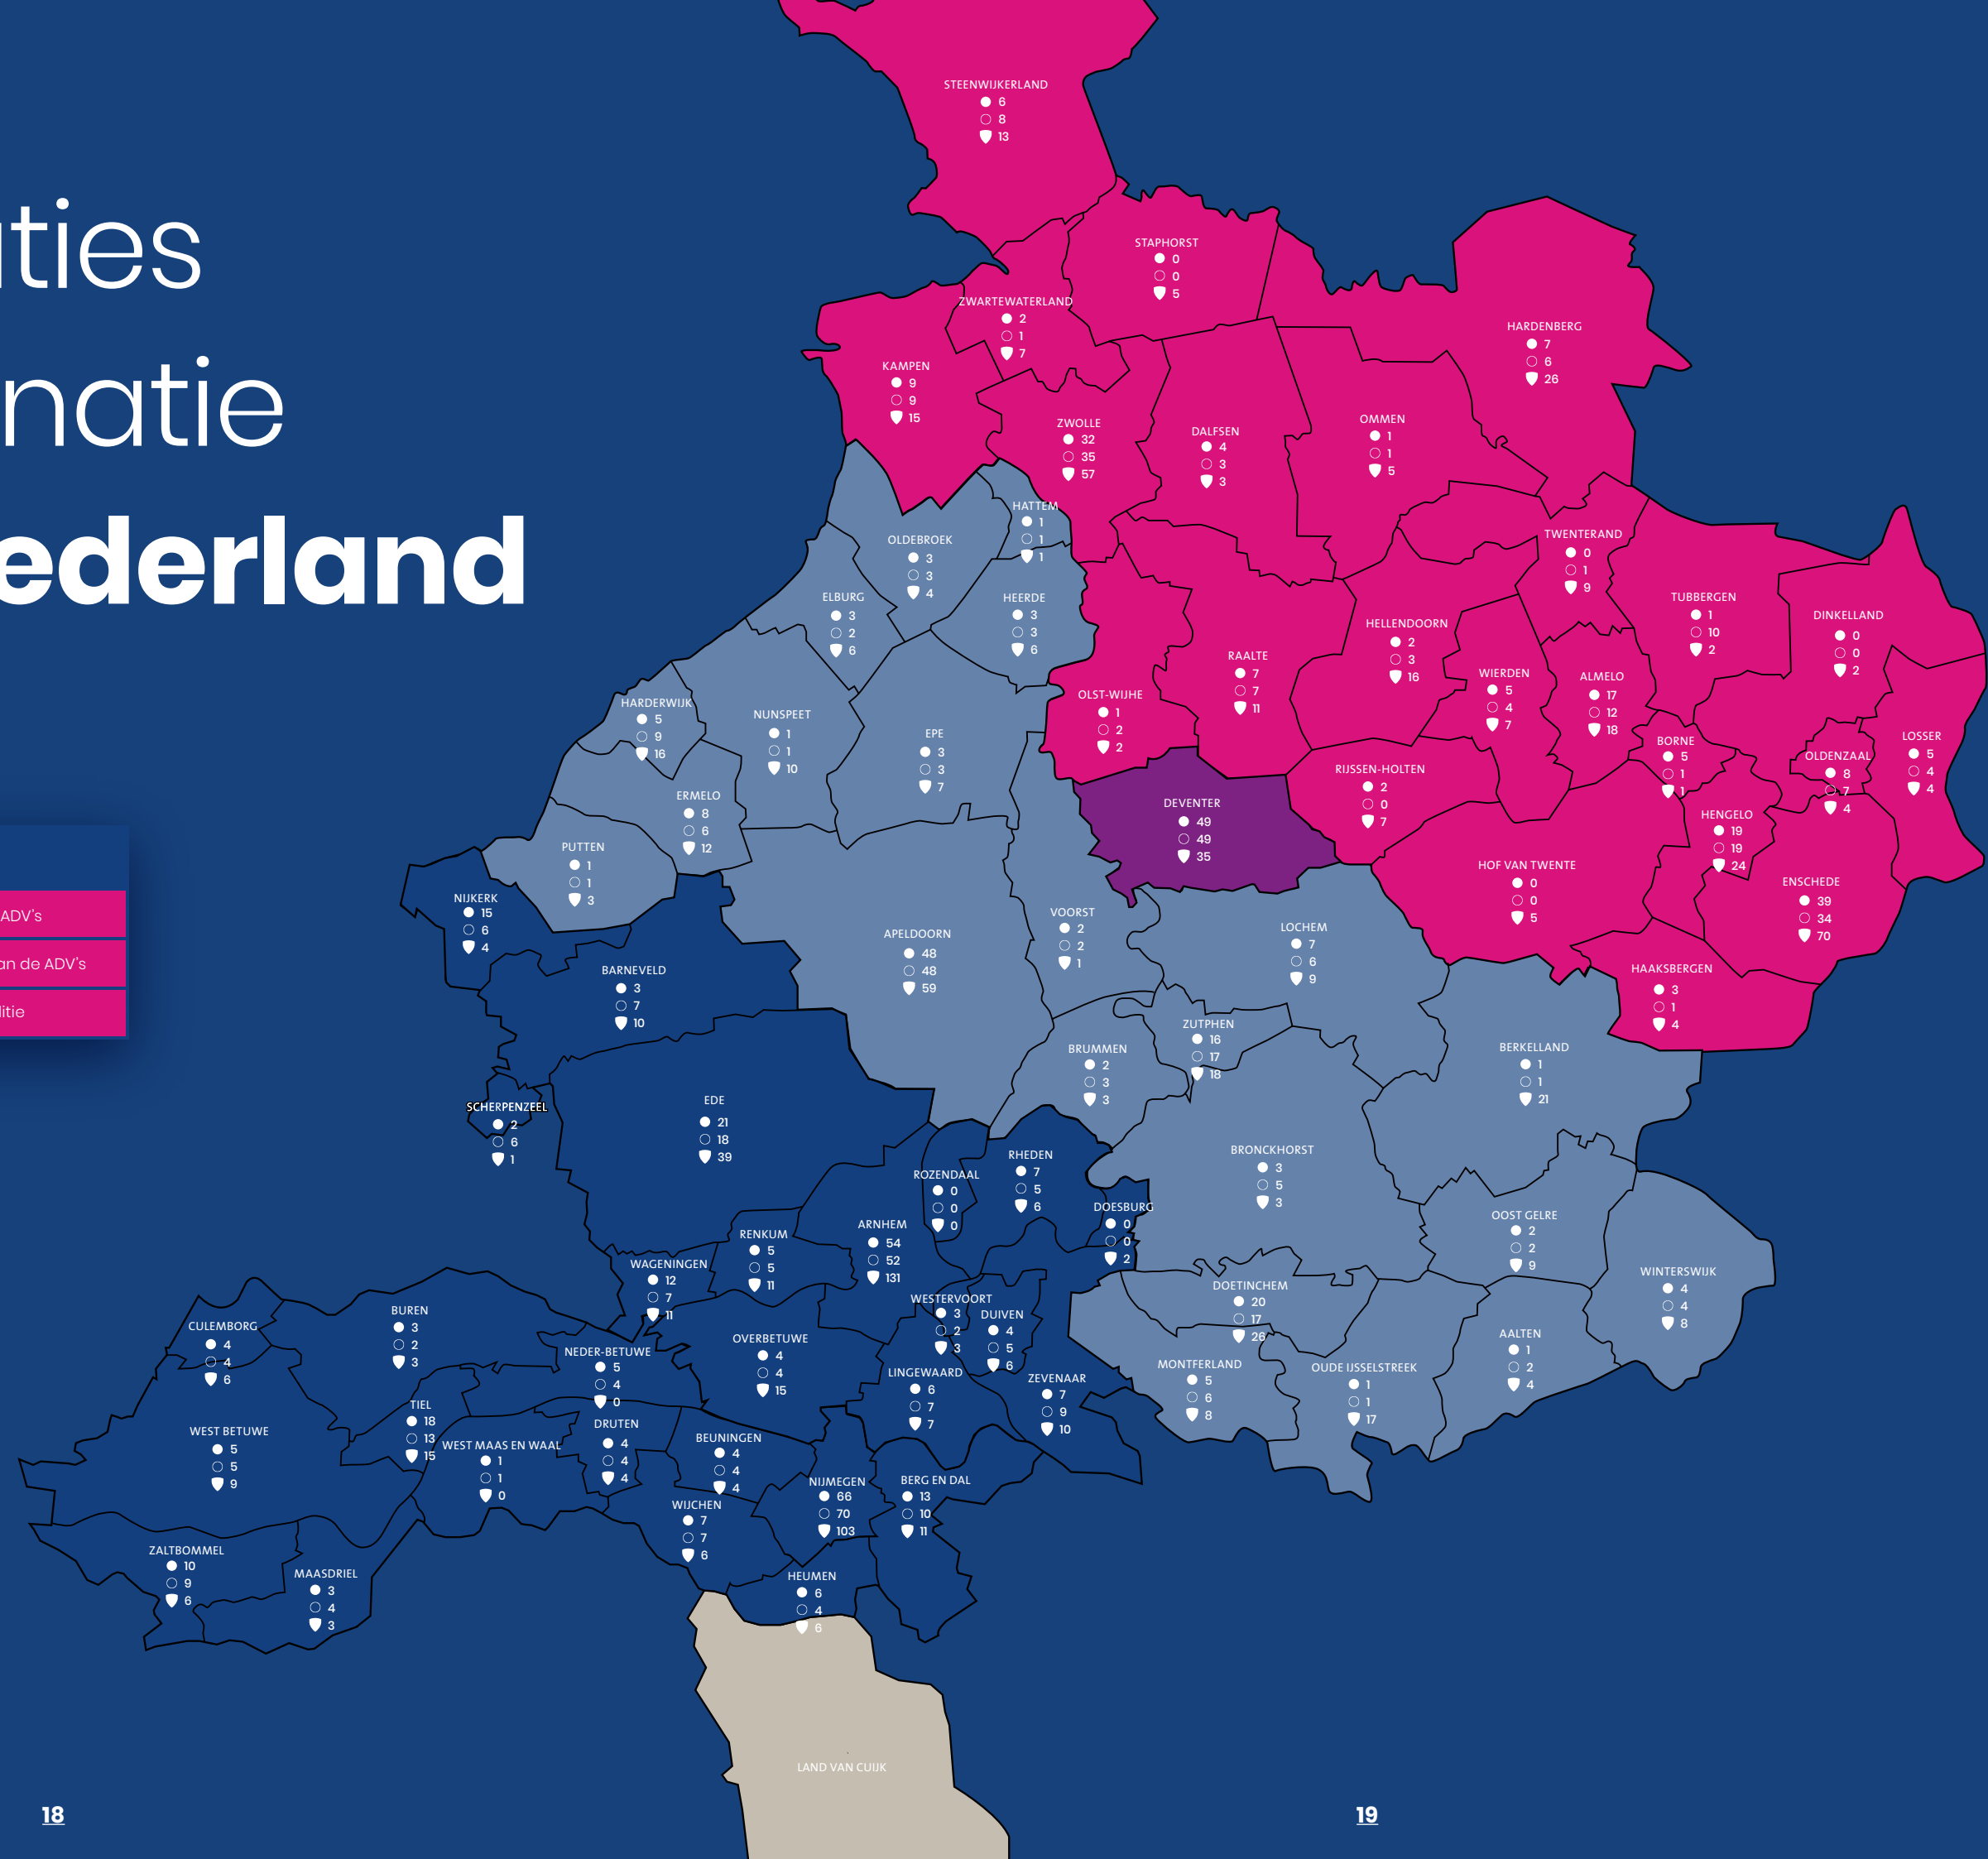 ties
natie
ederland
ADV's
an de ADV's
litie
STEENWIJKERLAND
6
8
13
STAPHORST
0
0
5
ZWARTEWATERLAND
2
1
7
HARDENBERG
7
6
26
KAMPEN
9
9
15
ZWOLLE
32
35
57
DALFSEN
4
3
3
OMMEN
1
1
5
HATTEM
1
1
1
OLDEBROEK
3
3
4
TWENTERAND
0
1
9
ELBURG
3
2
6
HEERDE
3
3
6
TUBBERGEN
1
10
2
DINKELLAND
0
0
2
HELLENDOORN
2
3
16
RAALTE
7
7
11
WIERDEN
5
4
7
ALMELO
17
12
18
OLST-WIJHE
1
2
2
HARDERWIJK
5
9
16
NUNSPEET
1
1
10
EPE
3
3
7
BORNE
5
1
1
OLDENZAAL
8
7
4
LOSSER
5
4
4
RIJSSEN-HOLTEN
2
0
7
ERMELO
8
6
12
DEVENTER
49
49
35
HENGELO
19
19
24
PUTTEN
1
1
3
HOF VAN TWENTE
0
0
5
ENSCHEDE
39
34
70
NIJKERK
15
6
4
VOORST
2
2
1
LOCHEM
7
6
9
APELDOORN
48
48
59
BARNEVELD
3
7
10
HAAKSBERGEN
3
1
4
ZUTPHEN
16
17
18
BRUMMEN
2
3
3
BERKELLAND
1
1
21
SCHERPENZEEL
2
6
1
EDE
21
18
39
BRONCKHORST
3
5
3
RHEDEN
7
5
6
ROZENDAAL
0
0
0
DOESBURG
0
0
2
OOST GELRE
2
2
9
ARNHEM
54
52
131
RENKUM
5
5
11
WAGENINGEN
12
7
11
WINTERSWIJK
4
4
8
DOETINCHEM
20
17
26
WESTERVOORT
3
2
3
DUIVEN
4
5
6
BUREN
3
2
3
CULEMBORG
4
4
6
OVERBETUWE
4
4
15
NEDER-BETUWE
5
4
0
AALTEN
1
2
4
MONTFERLAND
5
6
8
OUDE IJSSELSTREEK
1
1
17
LINGEWAARD
6
7
7
ZEVENAAR
7
9
10
TIEL
18
13
15
DRUTEN
4
4
4
WEST BETUWE
5
5
9
WEST MAAS EN WAAL
1
1
0
BEUNINGEN
4
4
4
NIJMEGEN
66
70
103
BERG EN DAL
13
10
11
WIJCHEN
7
7
6
ZALTBOMMEL
10
9
6
MAASDRIEL
3
4
3
HEUMEN
6
4
6
LAND VAN CUIJK
18
19